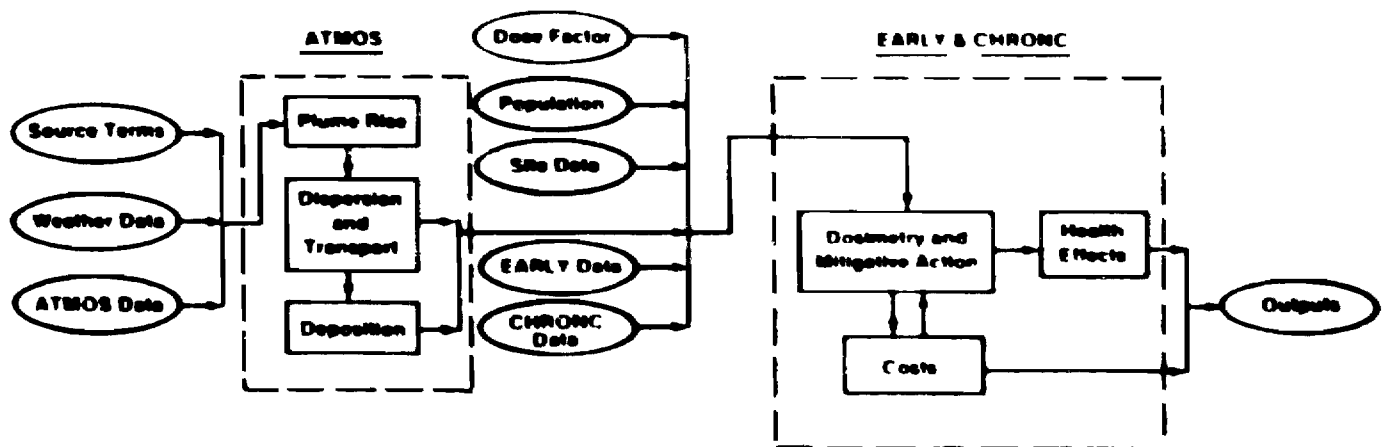 ATMOS
Source Terms
Weather Data
ATMOS Data
Plume Rise
Dispersion
and
Transport
Deposition
Dose Factor
Population
Site Data
EARLY Data
CHRONC
Data
EARLY & CHRONC
Dosimetry and
Mitigative Action
Health
Effects
Costs
Outputs